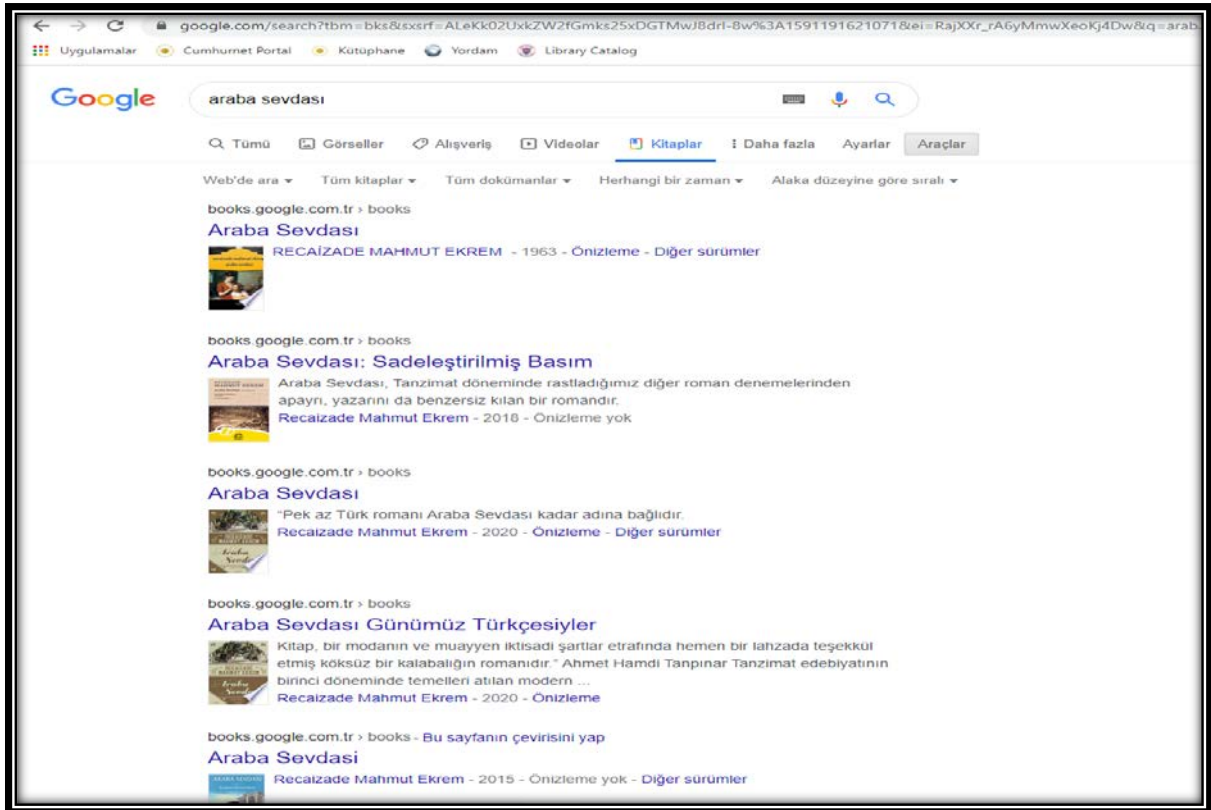 google.com/search?tbm=bks&sxsrf=ALeKk02UxkZW2fGmks25xDGTMwJ8drI-8w%3A1591191621071&ei=RajXXr_rA6yMmwXeoKj4Dw&q=arab
Uygulamalar Cumhurnet Portal Kütüphane Yordam Library Catalog
Google araba sevdası
Tümü Görseller Alışveriş Videolar Kitaplar Daha fazla Ayarlar Araçlar
Web'de ara Tüm kitaplar Tüm dokümanlar Herhangi bir zaman Alaka düzeyine göre sıralı
books.google.com.tr › books
Araba Sevdası
RECAİZADE MAHMUT EKREM - 1963 - Önizleme - Diğer sürümler
books.google.com.tr › books
Araba Sevdası: Sadeleştirilmiş Basım
Araba Sevdası, Tanzimat döneminde rastladığımız diğer roman denemelerinden
apayrı, yazarını da benzersiz kılan bir romandır.
Recaizade Mahmut Ekrem - 2018 - Önizleme yok
books.google.com.tr › books
Araba Sevdası
"Pek az Türk romanı Araba Sevdası kadar adına bağlıdır.
Recaizade Mahmut Ekrem - 2020 - Önizleme - Diğer sürümler
books.google.com.tr › books
Araba Sevdası Günümüz Türkçesiyler
Kitap, bir modanın ve muayyen iktisadi şartlar etrafında hemen bir lahzada teşekkül
etmiş köksüz bir kalabalığın romanıdır." Ahmet Hamdi Tanpınar Tanzimat edebiyatının
birinci döneminde temelleri atılan modern ...
Recaizade Mahmut Ekrem - 2020 - Önizleme
books.google.com.tr › books - Bu sayfanın çevirisini yap
Araba Sevdasi
Recaizade Mahmut Ekrem - 2015 - Önizleme yok - Diğer sürümler